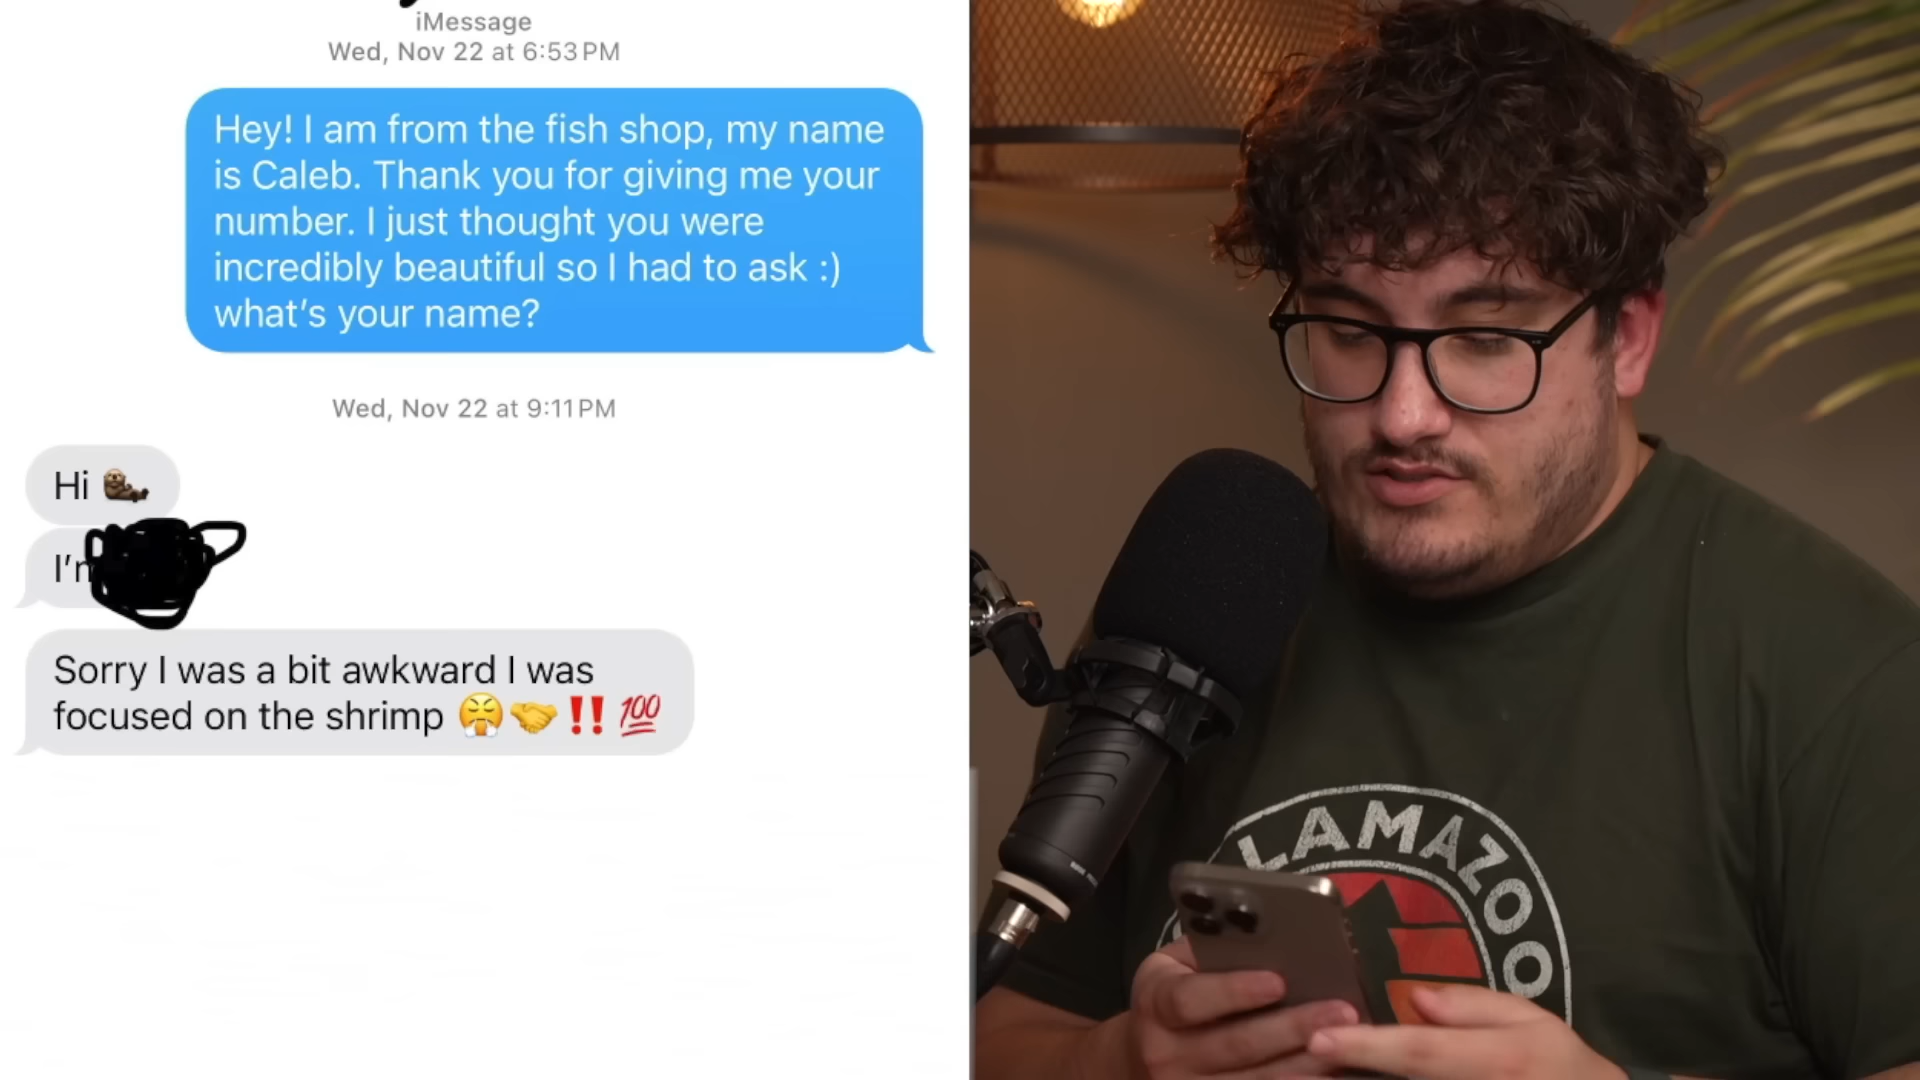 iMessage
Wed, Nov 22 at 6:53 PM
Hey! I am from the fish shop, my name
is Caleb. Thank you for giving me your
number. I just thought you were
incredibly beautiful so I had to ask :)
what's your name?
Wed, Nov 22 at 9:11 PM
Hi 🦦
Sorry I was a bit awkward I was
focused on the shrimp 😤🤝‼️💯
LAMAZOO